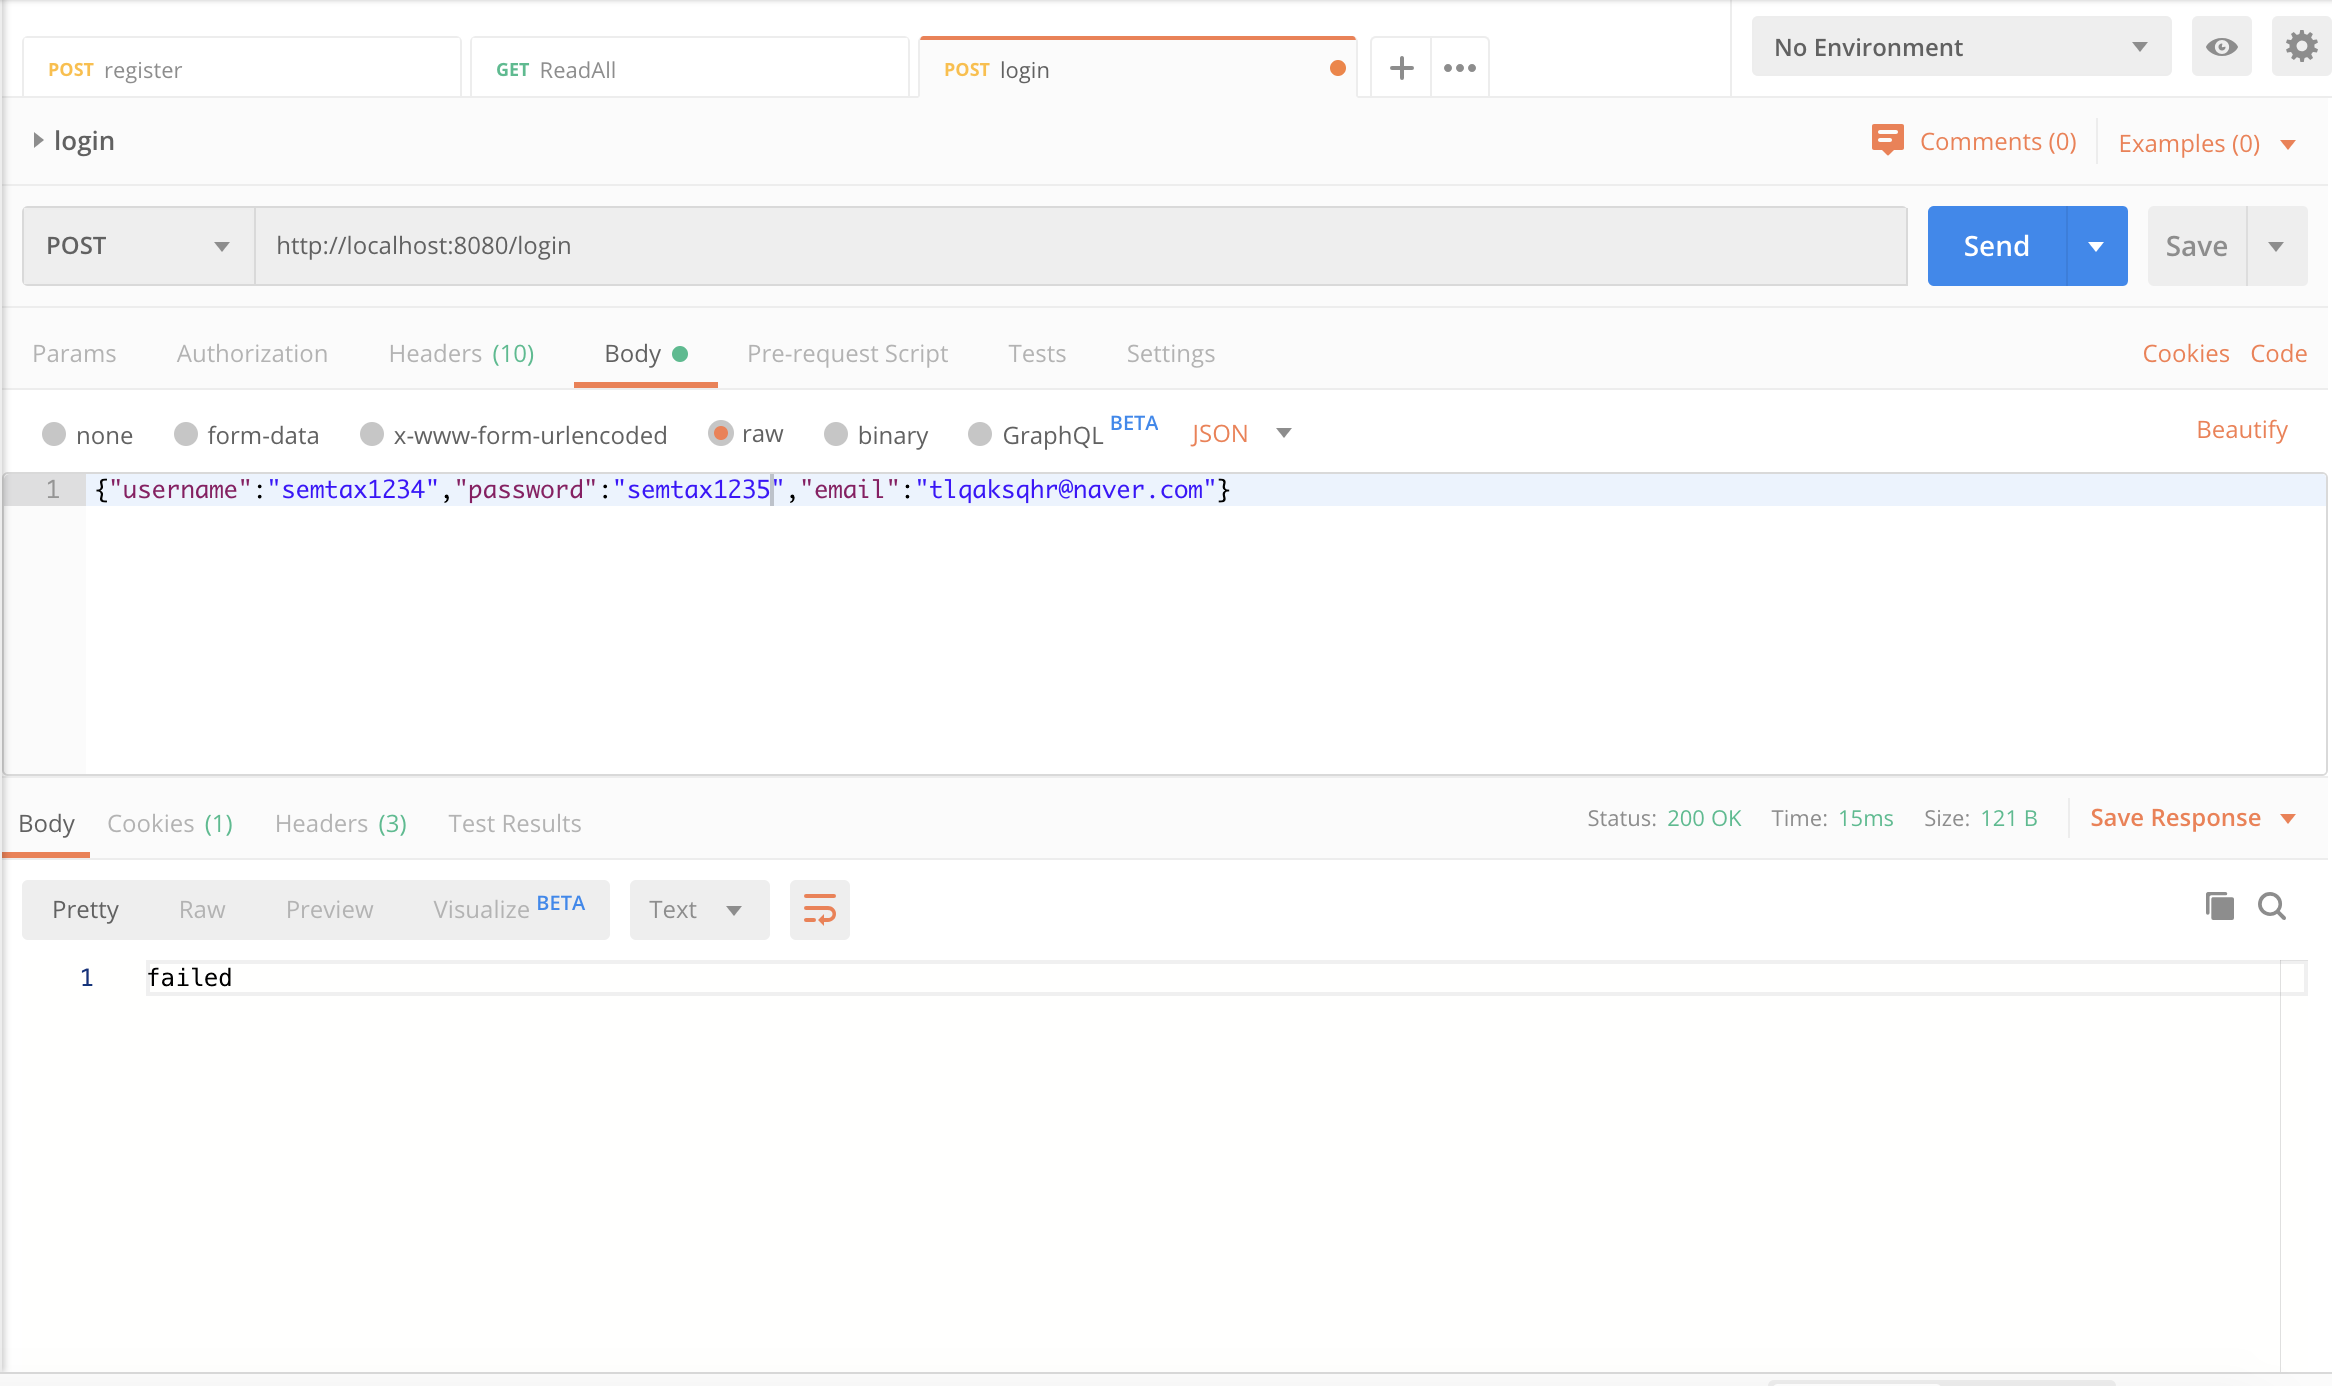 POST register GET ReadAll POST login No Environment
login Comments (0) Examples (0)
POST http://localhost:8080/login Send Save
Params Authorization Headers (10) Body Pre-request Script Tests Settings Cookies Code
none form-data x-www-form-urlencoded raw binary GraphQL BETA JSON Beautify
1 {"username":"semtax1234","password":"semtax1235","email":"tlqaksqhr@naver.com"}
Body Cookies (1) Headers (3) Test Results Status: 200 OK Time: 15ms Size: 121 B Save Response
Pretty Raw Preview Visualize BETA Text
1 failed